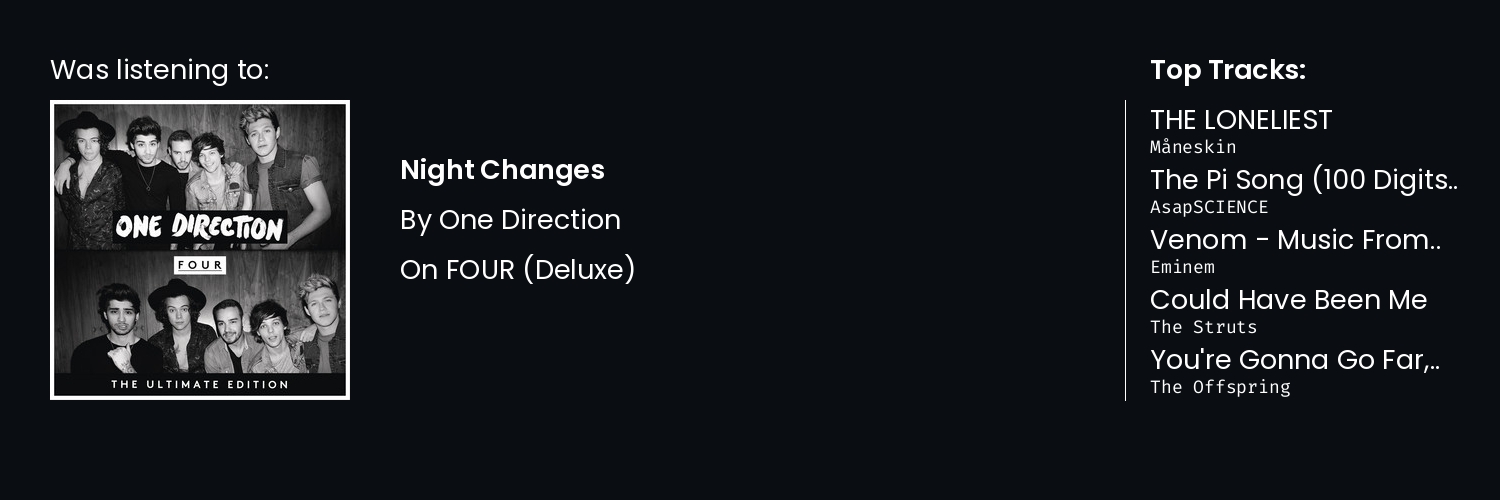 Was listening to:
ONE DIRECTION
FOUR
THE ULTIMATE EDITION
Night Changes
By One Direction
On FOUR (Deluxe)
Top Tracks:
THE LONELIEST
Måneskin
The Pi Song (100 Digits..
AsapSCIENCE
Venom - Music From..
Eminem
Could Have Been Me
The Struts
You're Gonna Go Far,..
The Offspring